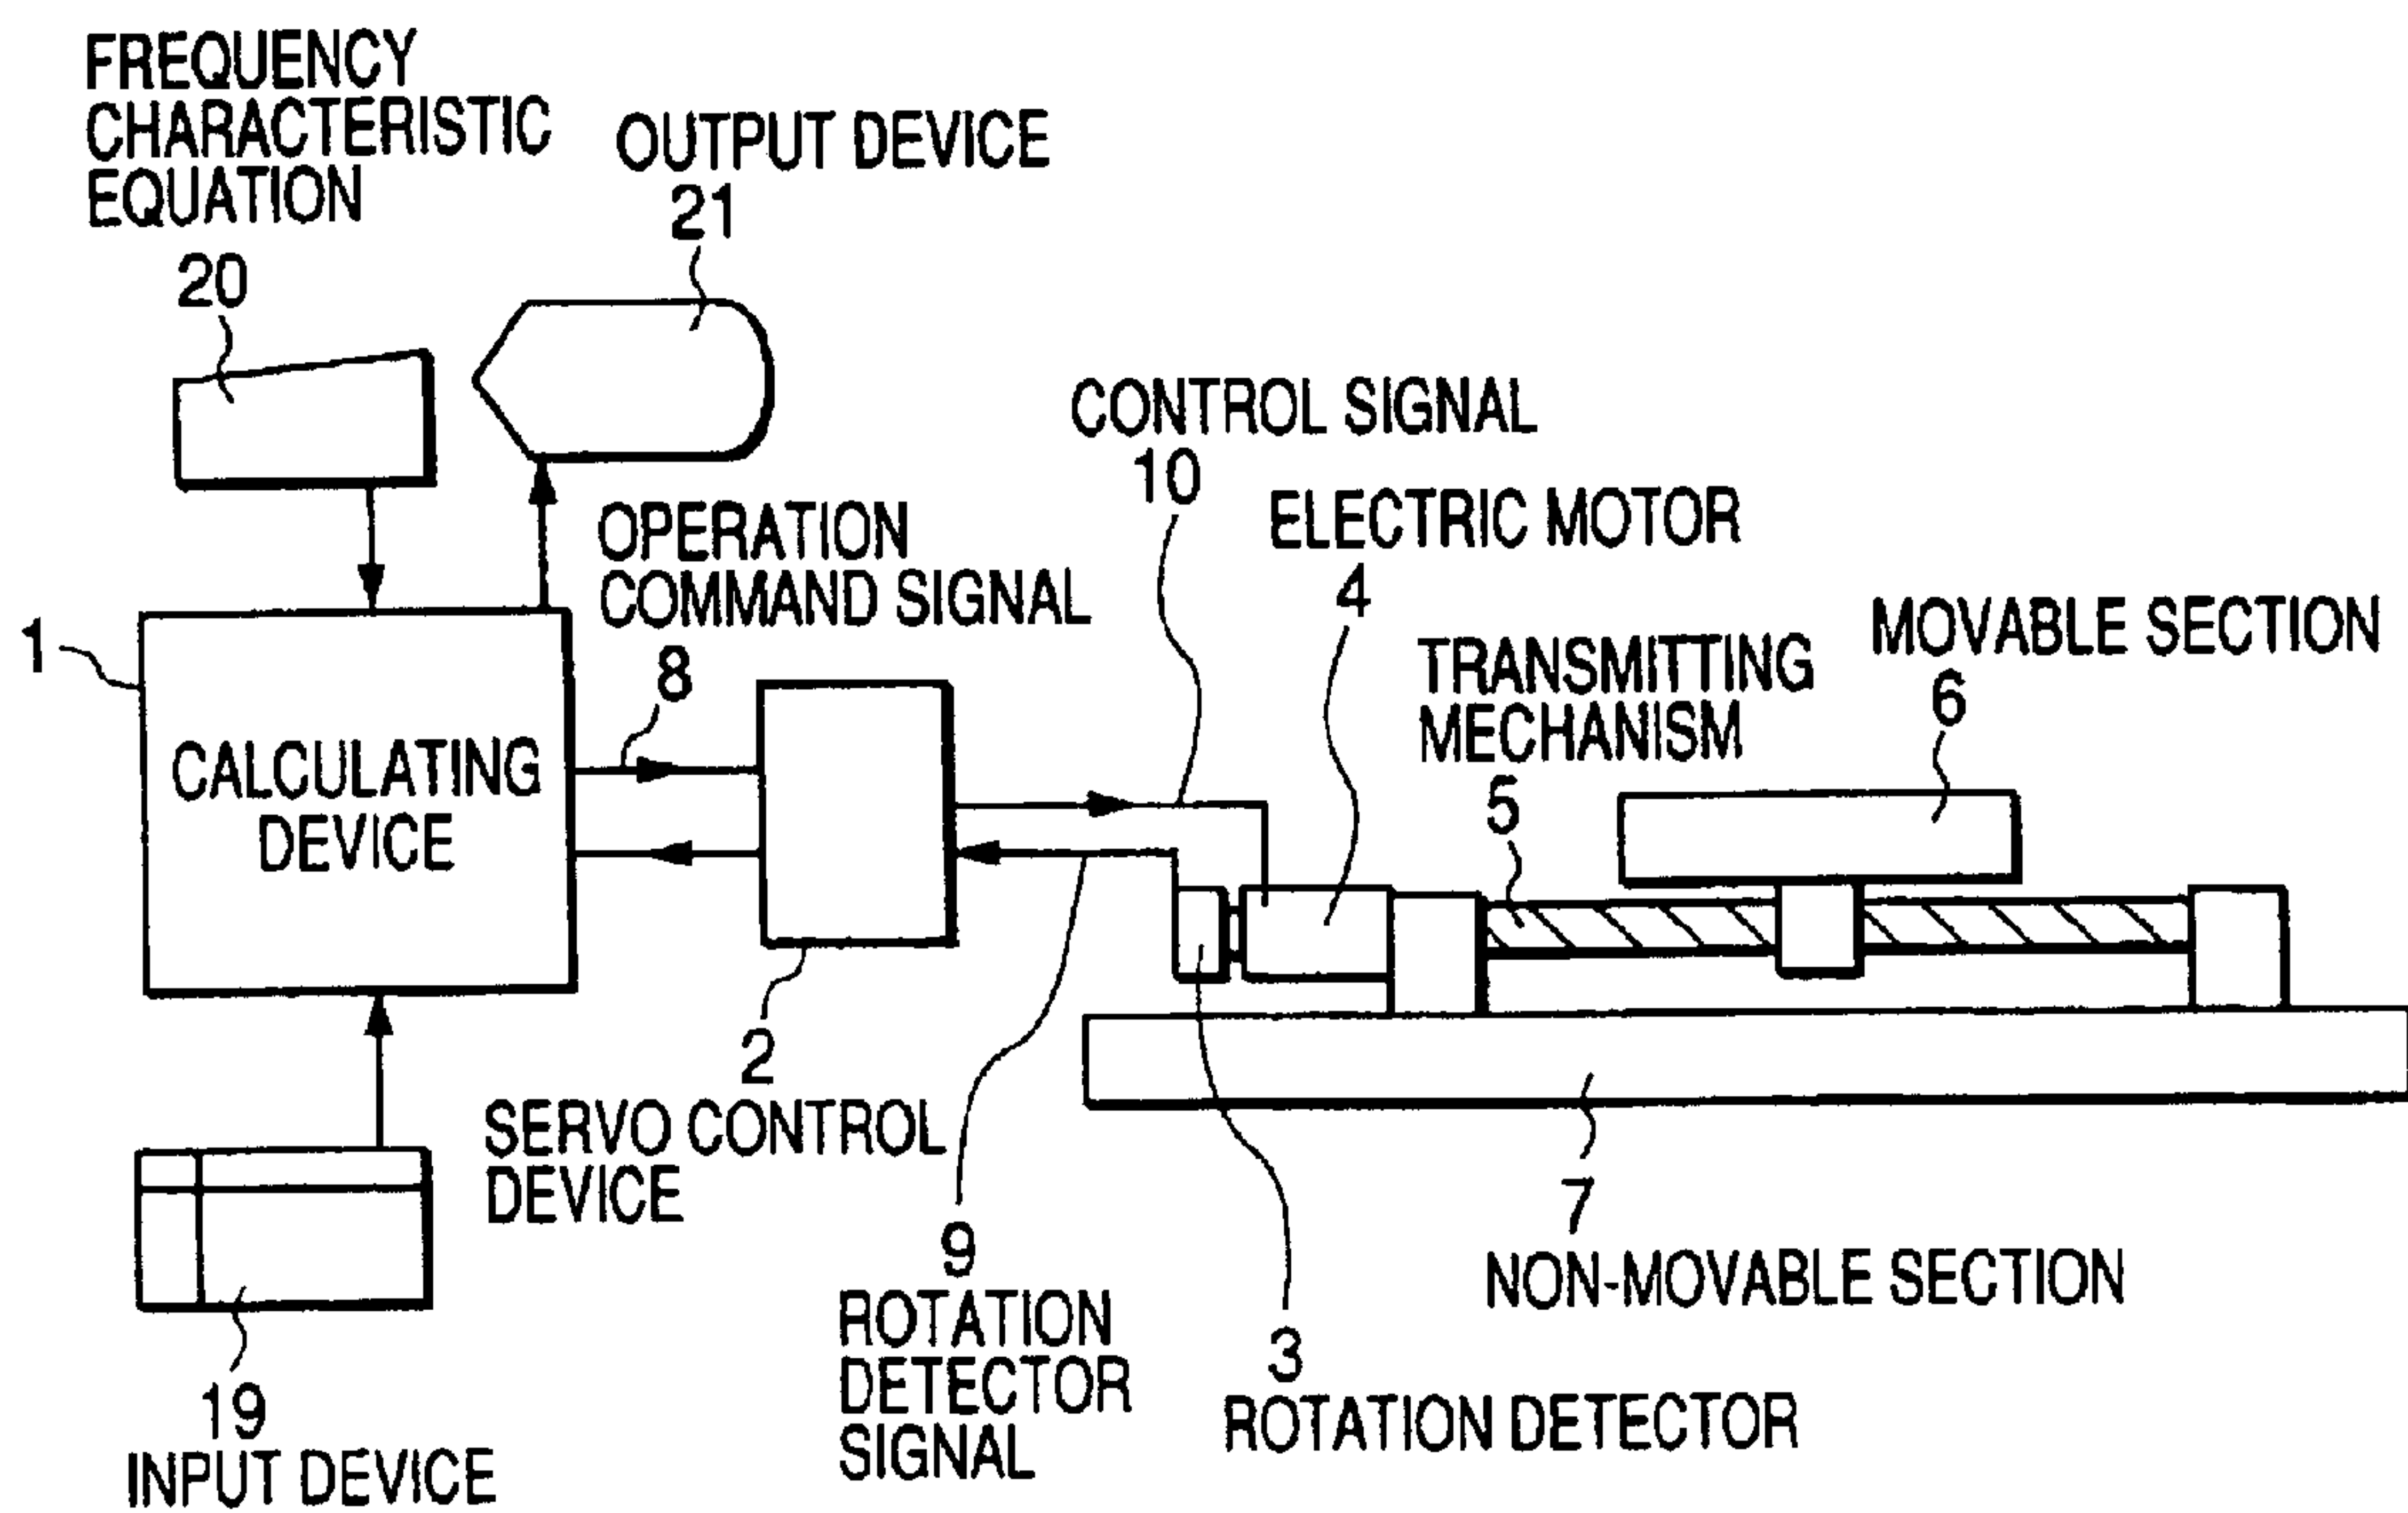 FREQUENCY
CHARACTERISTIC
EQUATION
20
OUTPUT DEVICE
21
CONTROL SIGNAL
10
ELECTRIC MOTOR
4
OPERATION
COMMAND SIGNAL
8
MOVABLE SECTION
6
TRANSMITTING
MECHANISM
5
1
CALCULATING
DEVICE
2
SERVO CONTROL
DEVICE
9
ROTATION
DETECTOR
SIGNAL
7
NON-MOVABLE SECTION
3
ROTATION DETECTOR
19
INPUT DEVICE